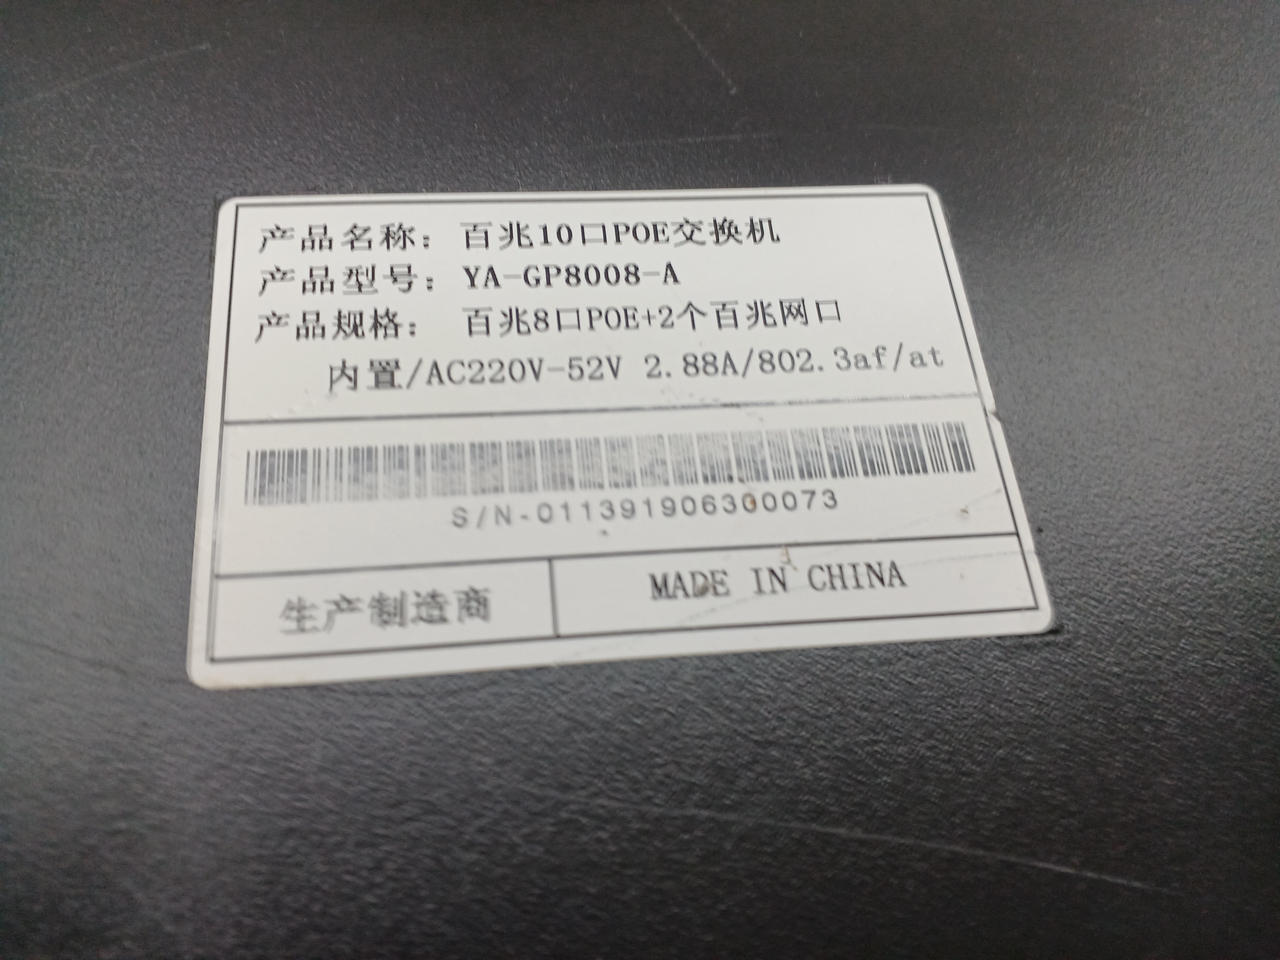 产品名称：百兆10口POE交换机
产品型号：YA-GP8008-A
产品规格： 百兆8口POE+2个百兆网口
内置/AC220V-52V 2.88A/802.3af/at
S/N-011391906300073
生产制造商
MADE IN CHINA